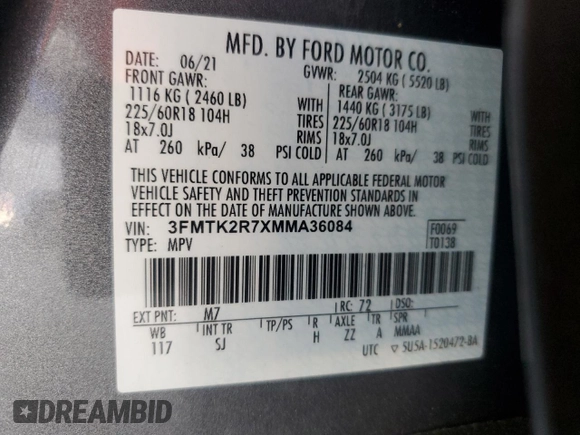 MFD. BY FORD MOTOR CO.
DATE: 06/21
GVWR: 2504 KG ( 5520 LB)
FRONT GAWR:
REAR GAWR:
1116 KG ( 2460 LB)
1440 KG ( 3175 LB)
225/60R18 104H WITH TIRES
225/60R18 104H WITH TIRES
18x7.0J RIMS
18x7.0J RIMS
AT 260 kPa/ 38 PSI COLD
AT 260 kPa/ 38 PSI COLD
THIS VEHICLE CONFORMS TO ALL APPLICABLE FEDERAL MOTOR
VEHICLE SAFETY AND THEFT PREVENTION STANDARDS IN
EFFECT ON THE DATE OF MANUFACTURE SHOWN ABOVE.
VIN: 3FMTK2R7XMMA36084
F0069
TYPE: MPV
T0138
EXT PNT: M7 RC: 72 DSO:
WB INT TR TP/PS R AXLE TR SPR
117 SJ H ZZ A MMAA
UTC ▽ 5U5A-1520472-BA
DREAMBID